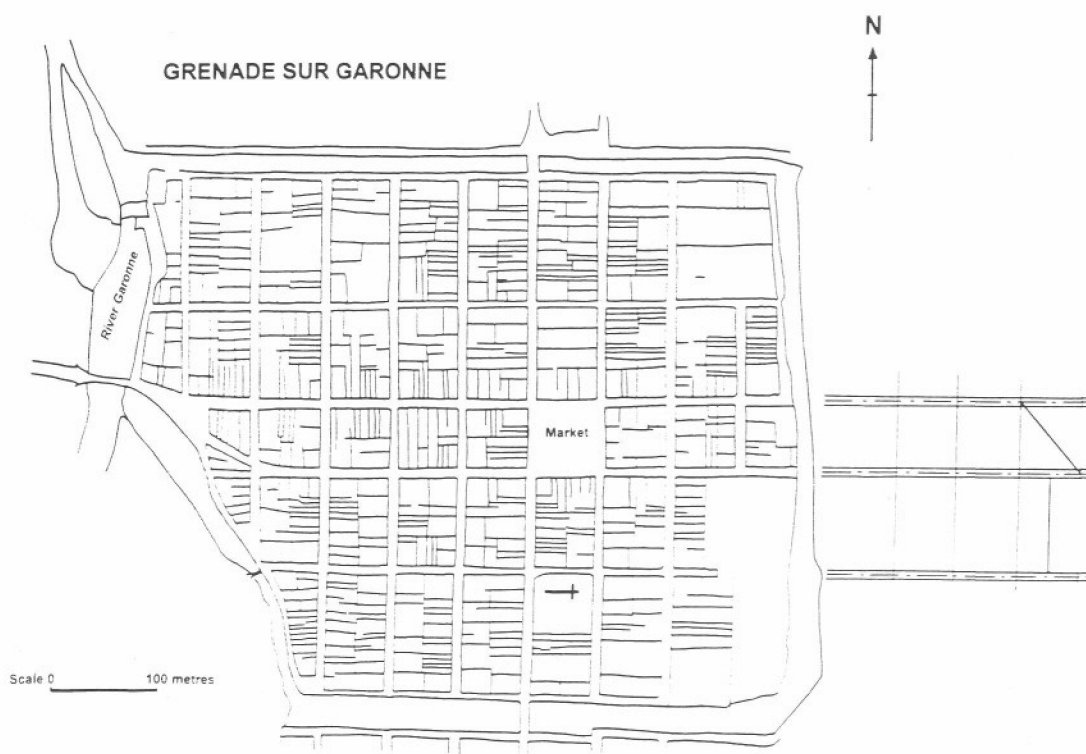 N
GRENADE SUR GARONNE
River Garonne
Market
Scale 0 100 metres